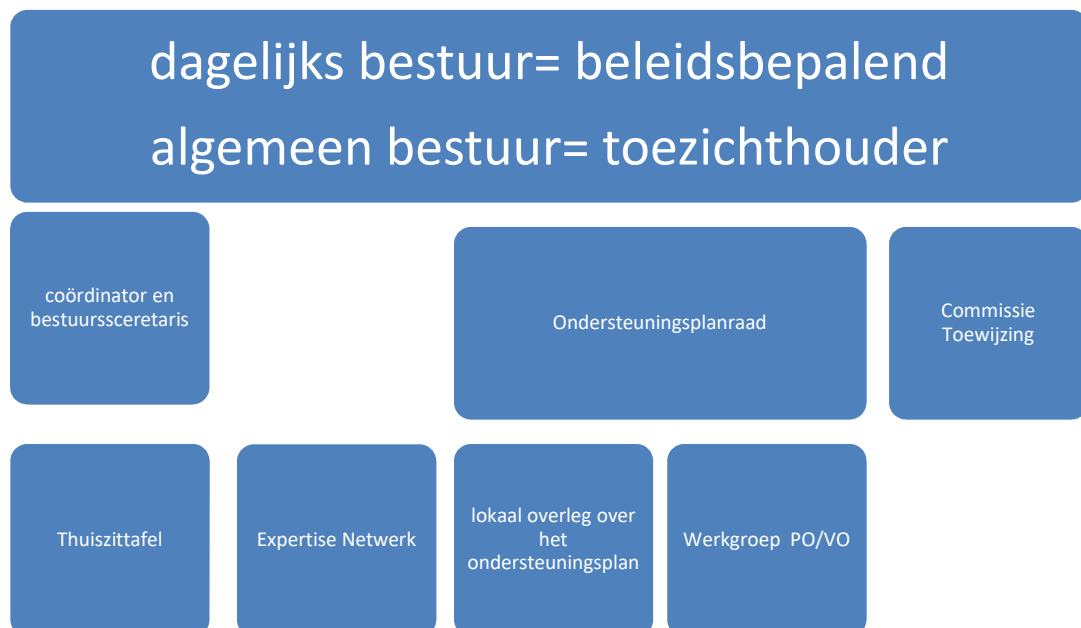 dagelijks bestuur= beleidsbepalend
algemeen bestuur= toezichthouder
coördinator en
bestuurssceretaris
Ondersteuningsplanraad
Commissie
Toewijzing
Thuiszittafel
Expertise Netwerk
lokaal overleg over
het
ondersteuningsplan
Werkgroep PO/VO